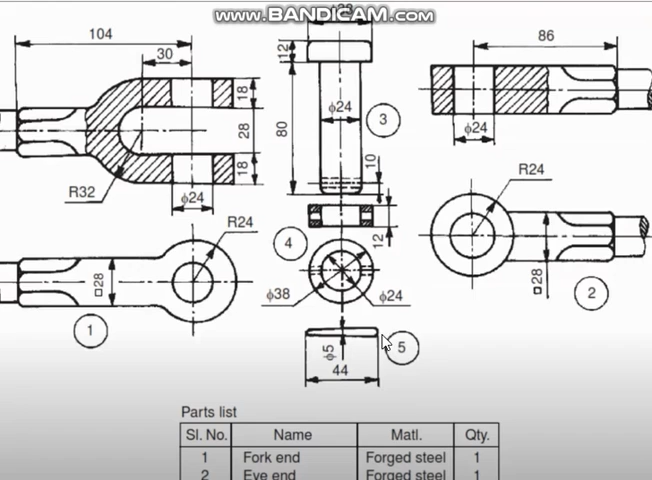 www.BANDICAM.com
104
30
12
86
18
28
18
80
ϕ24
3
10
ϕ24
R32
ϕ24
R24
R24
4
12
□28
ϕ38
ϕ24
□28
2
1
ϕ5
5
44
Parts list
Sl. No. Name Matl. Qty.
1 Fork end Forged steel 1
2 Eye end Forged steel 1